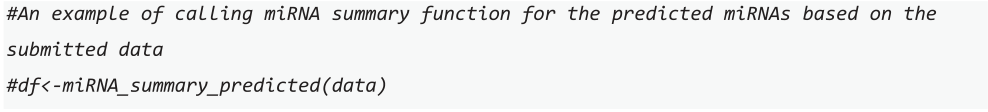 #An example of calling miRNA summary function for the predicted miRNAs based on the
submitted data
#df<-miRNA_summary_predicted(data)